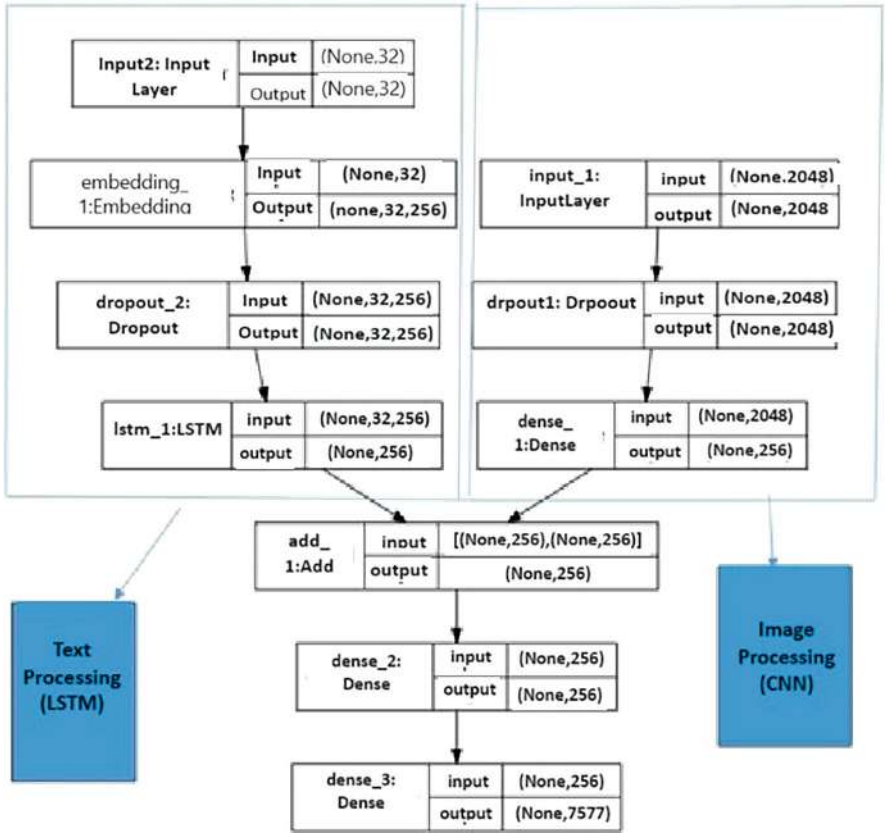 Input2: Input
Layer
Input (None,32)
Output (None,32)
embedding_
1:Embedding
Input (None,32)
Output (none,32,256)
dropout_2:
Dropout
Input (None,32,256)
Output (None,32,256)
lstm_1:LSTM
input (None,32,256)
output (None,256)
input_1:
InputLayer
input (None.2048)
output (None,2048
drpout1: Drpoout
input (None,2048)
output (None,2048)
dense_
1:Dense
input (None,2048)
output (None,256)
add_
1:Add
input [(None,256),(None,256)]
output (None,256)
Text
Processing
(LSTM)
Image
Processing
(CNN)
dense_2:
Dense
input (None,256)
output (None,256)
dense_3:
Dense
input (None,256)
output (None,7577)